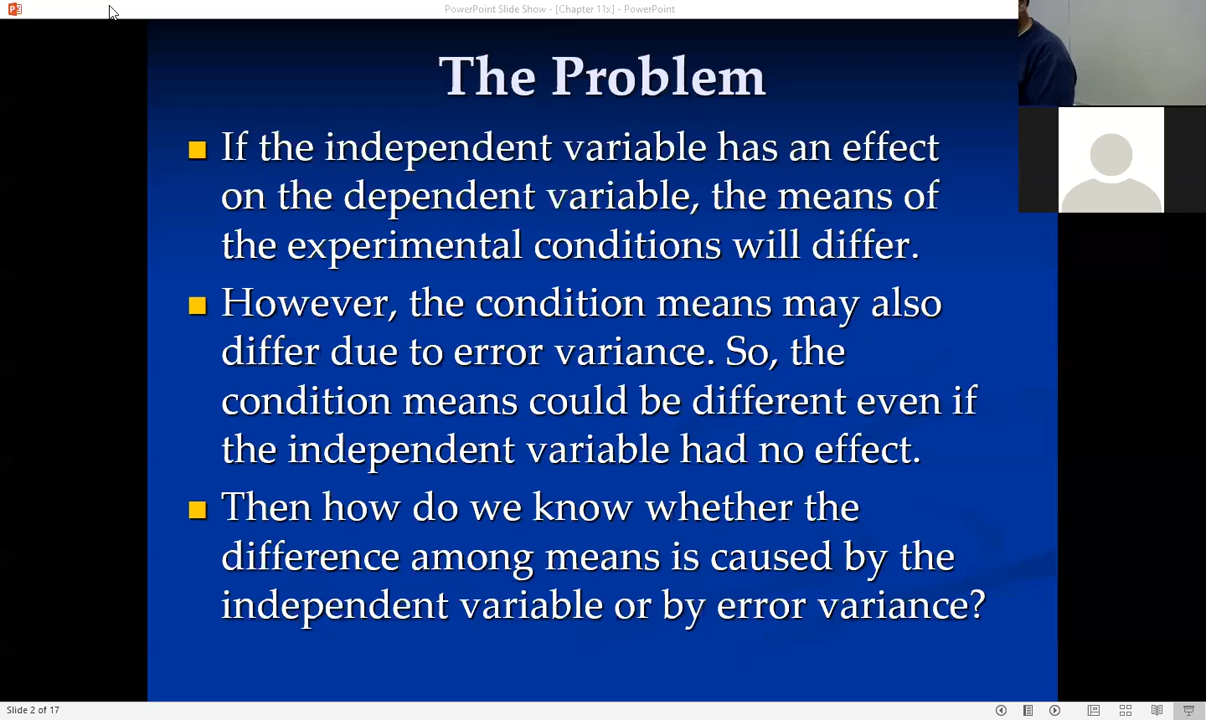 PowerPoint Slide Show - [Chapter 11x] - PowerPoint
The Problem
If the independent variable has an effect
on the dependent variable, the means of
the experimental conditions will differ.
However, the condition means may also
differ due to error variance. So, the
condition means could be different even if
the independent variable had no effect.
Then how do we know whether the
difference among means is caused by the
independent variable or by error variance?
Slide 2 of 17